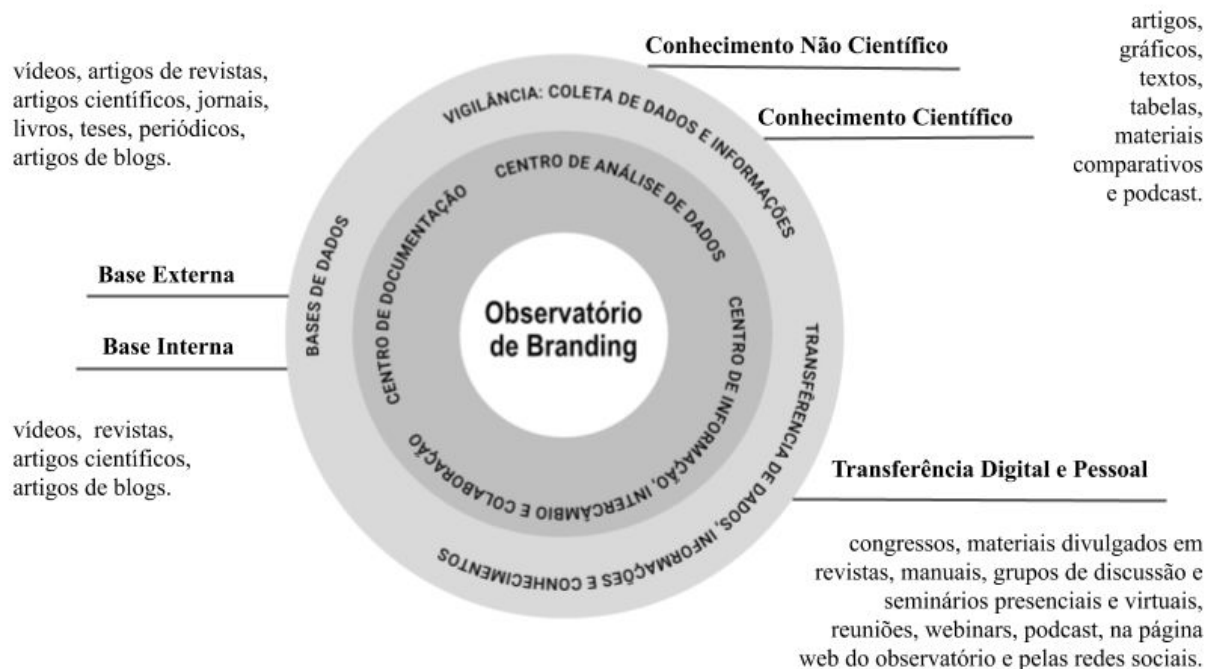 vídeos, artigos de revistas,
artigos científicos, jornais,
livros, teses, periódicos,
artigos de blogs.
Base Externa
Base Interna
vídeos, revistas,
artigos científicos,
artigos de blogs.
BASES DE DADOS
VIGILÂNCIA: COLETA DE DADOS E INFORMAÇÕES
TRANSFÊRENCIA DE DADOS, INFORMAÇÕES E CONHECIMENTOS
CENTRO DE DOCUMENTAÇÃO
CENTRO DE ANÁLISE DE DADOS
CENTRO DE INFORMAÇÃO, INTERCÂMBIO E COLABORAÇÃO
Observatório
de Branding
Conhecimento Não Científico
Conhecimento Científico
artigos,
gráficos,
textos,
tabelas,
materiais
comparativos
e podcast.
Transferência Digital e Pessoal
congressos, materiais divulgados em
revistas, manuais, grupos de discussão e
seminários presenciais e virtuais,
reuniões, webinars, podcast, na página
web do observatório e pelas redes sociais.